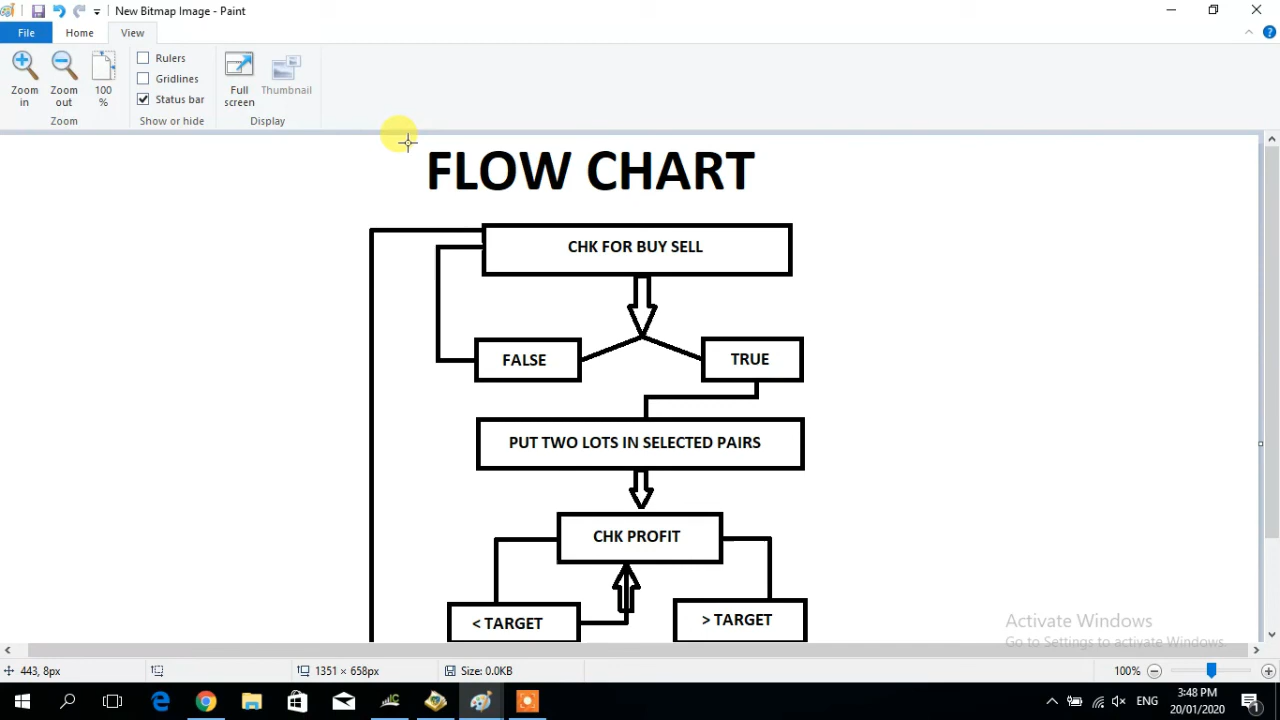 New Bitmap Image - Paint
File Home View
Zoom in
Zoom out
100 %
Rulers
Gridlines
Status bar
Full screen
Thumbnail
Zoom
Show or hide
Display
FLOW CHART
CHK FOR BUY SELL
FALSE
TRUE
PUT TWO LOTS IN SELECTED PAIRS
CHK PROFIT
< TARGET
> TARGET
Activate Windows
Go to Settings to activate Windows.
443, 8px
1351 × 658px
Size: 0.0KB
100%
ENG
3:48 PM
20/01/2020
1